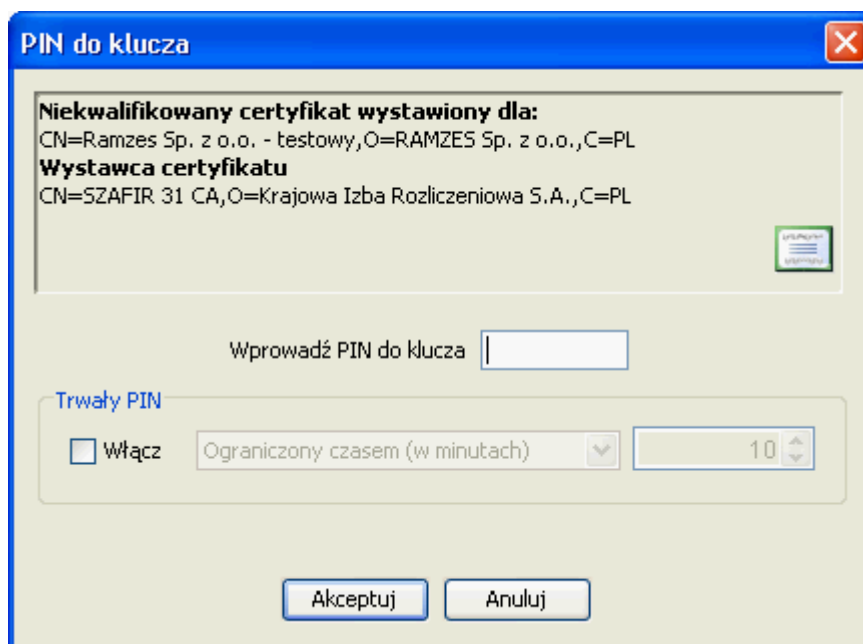 PIN do klucza
Niekwalifikowany certyfikat wystawiony dla:
CN=Ramzes Sp. z o.o. - testowy,O=RAMZES Sp. z o.o.,C=PL
Wystawca certyfikatu
CN=SZAFIR 31 CA,O=Krajowa Izba Rozliczeniowa S.A.,C=PL
Wprowadź PIN do klucza
Trwały PIN
Włącz Ograniczony czasem (w minutach) 10
Akceptuj Anuluj